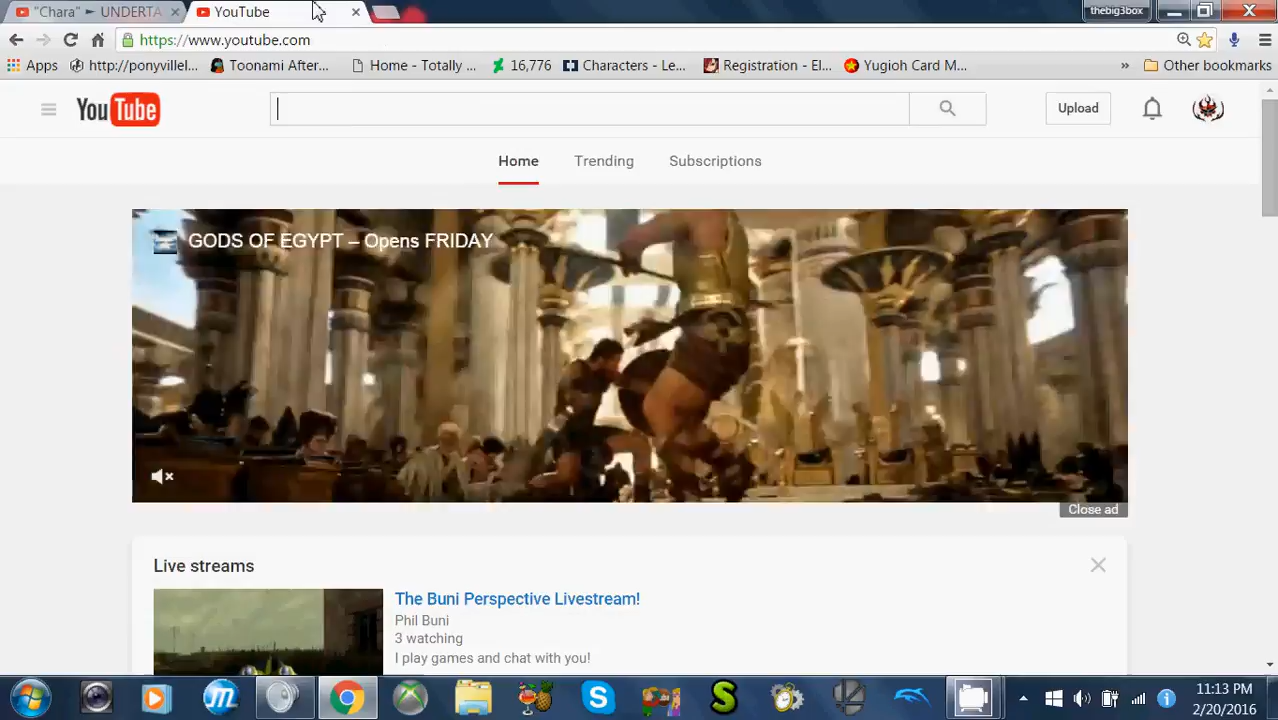 "Chara" ► UNDERTA
YouTube
thebig3box
https://www.youtube.com
Apps
http://ponyvillel...
Toonami After...
Home - Totally ...
16,776
Characters - Le...
Registration - El...
Yugioh Card M...
»
Other bookmarks
YouTube
Upload
Home
Trending
Subscriptions
GODS OF EGYPT – Opens FRIDAY
Close ad
Live streams
The Buni Perspective Livestream!
Phil Buni
3 watching
I play games and chat with you!
11:13 PM
2/20/2016